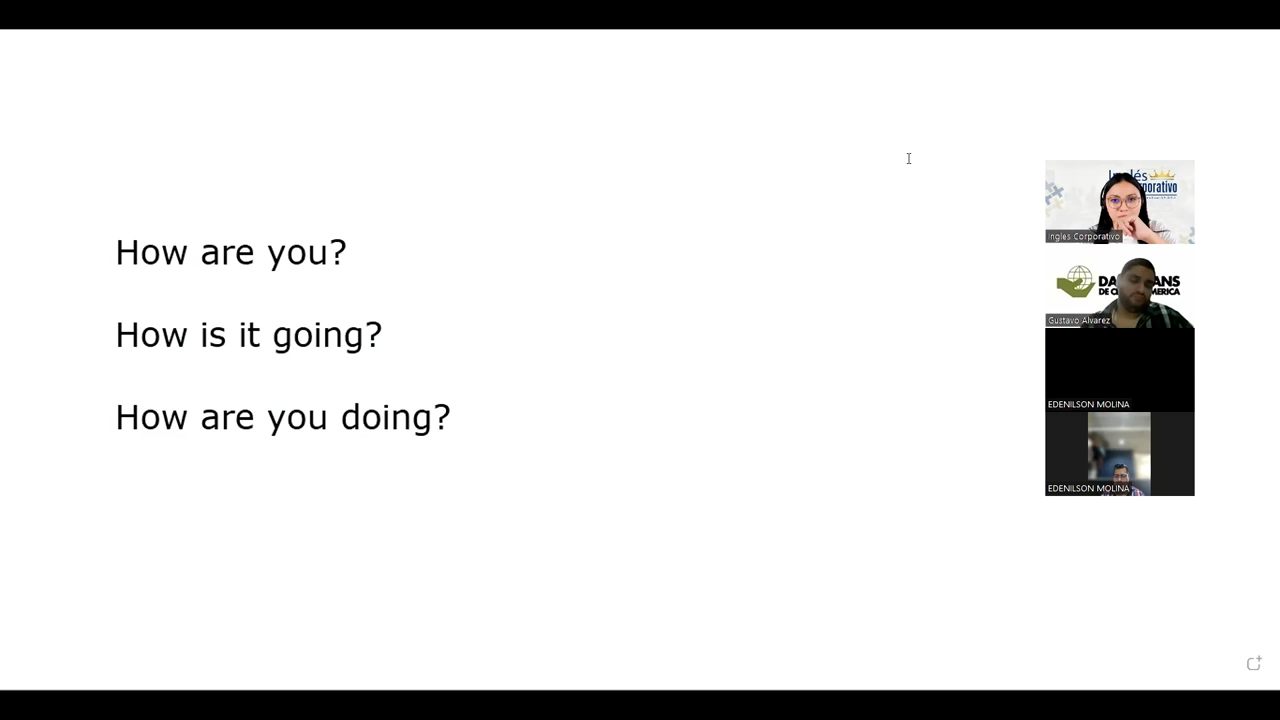 How are you?
How is it going?
How are you doing?
Inglés
Ingles Corporativo
DE
Gustavo Alvarez
EDENILSON MOLINA
EDENILSON MOLINA